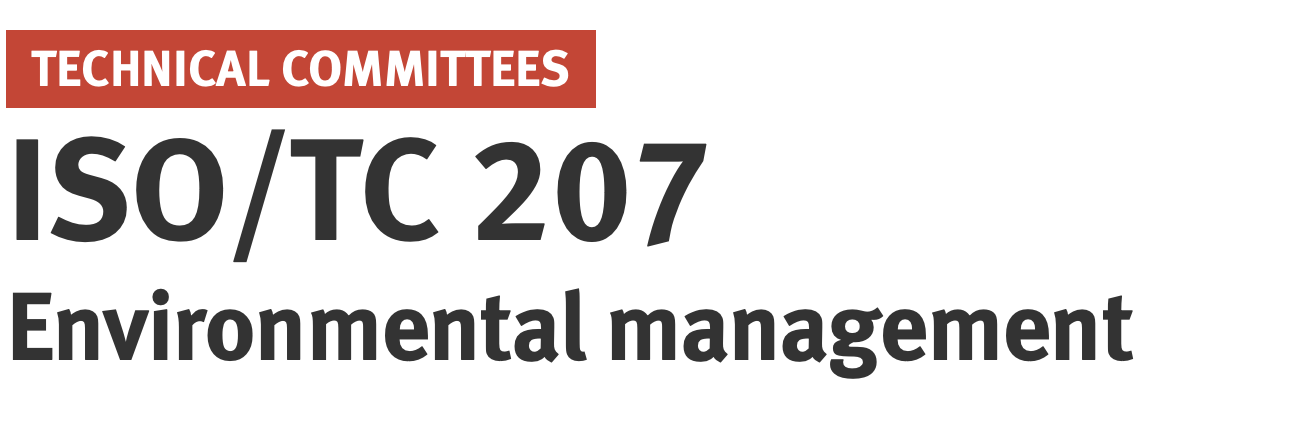 TECHNICAL COMMITTEES
ISO/TC 207
Environmental management